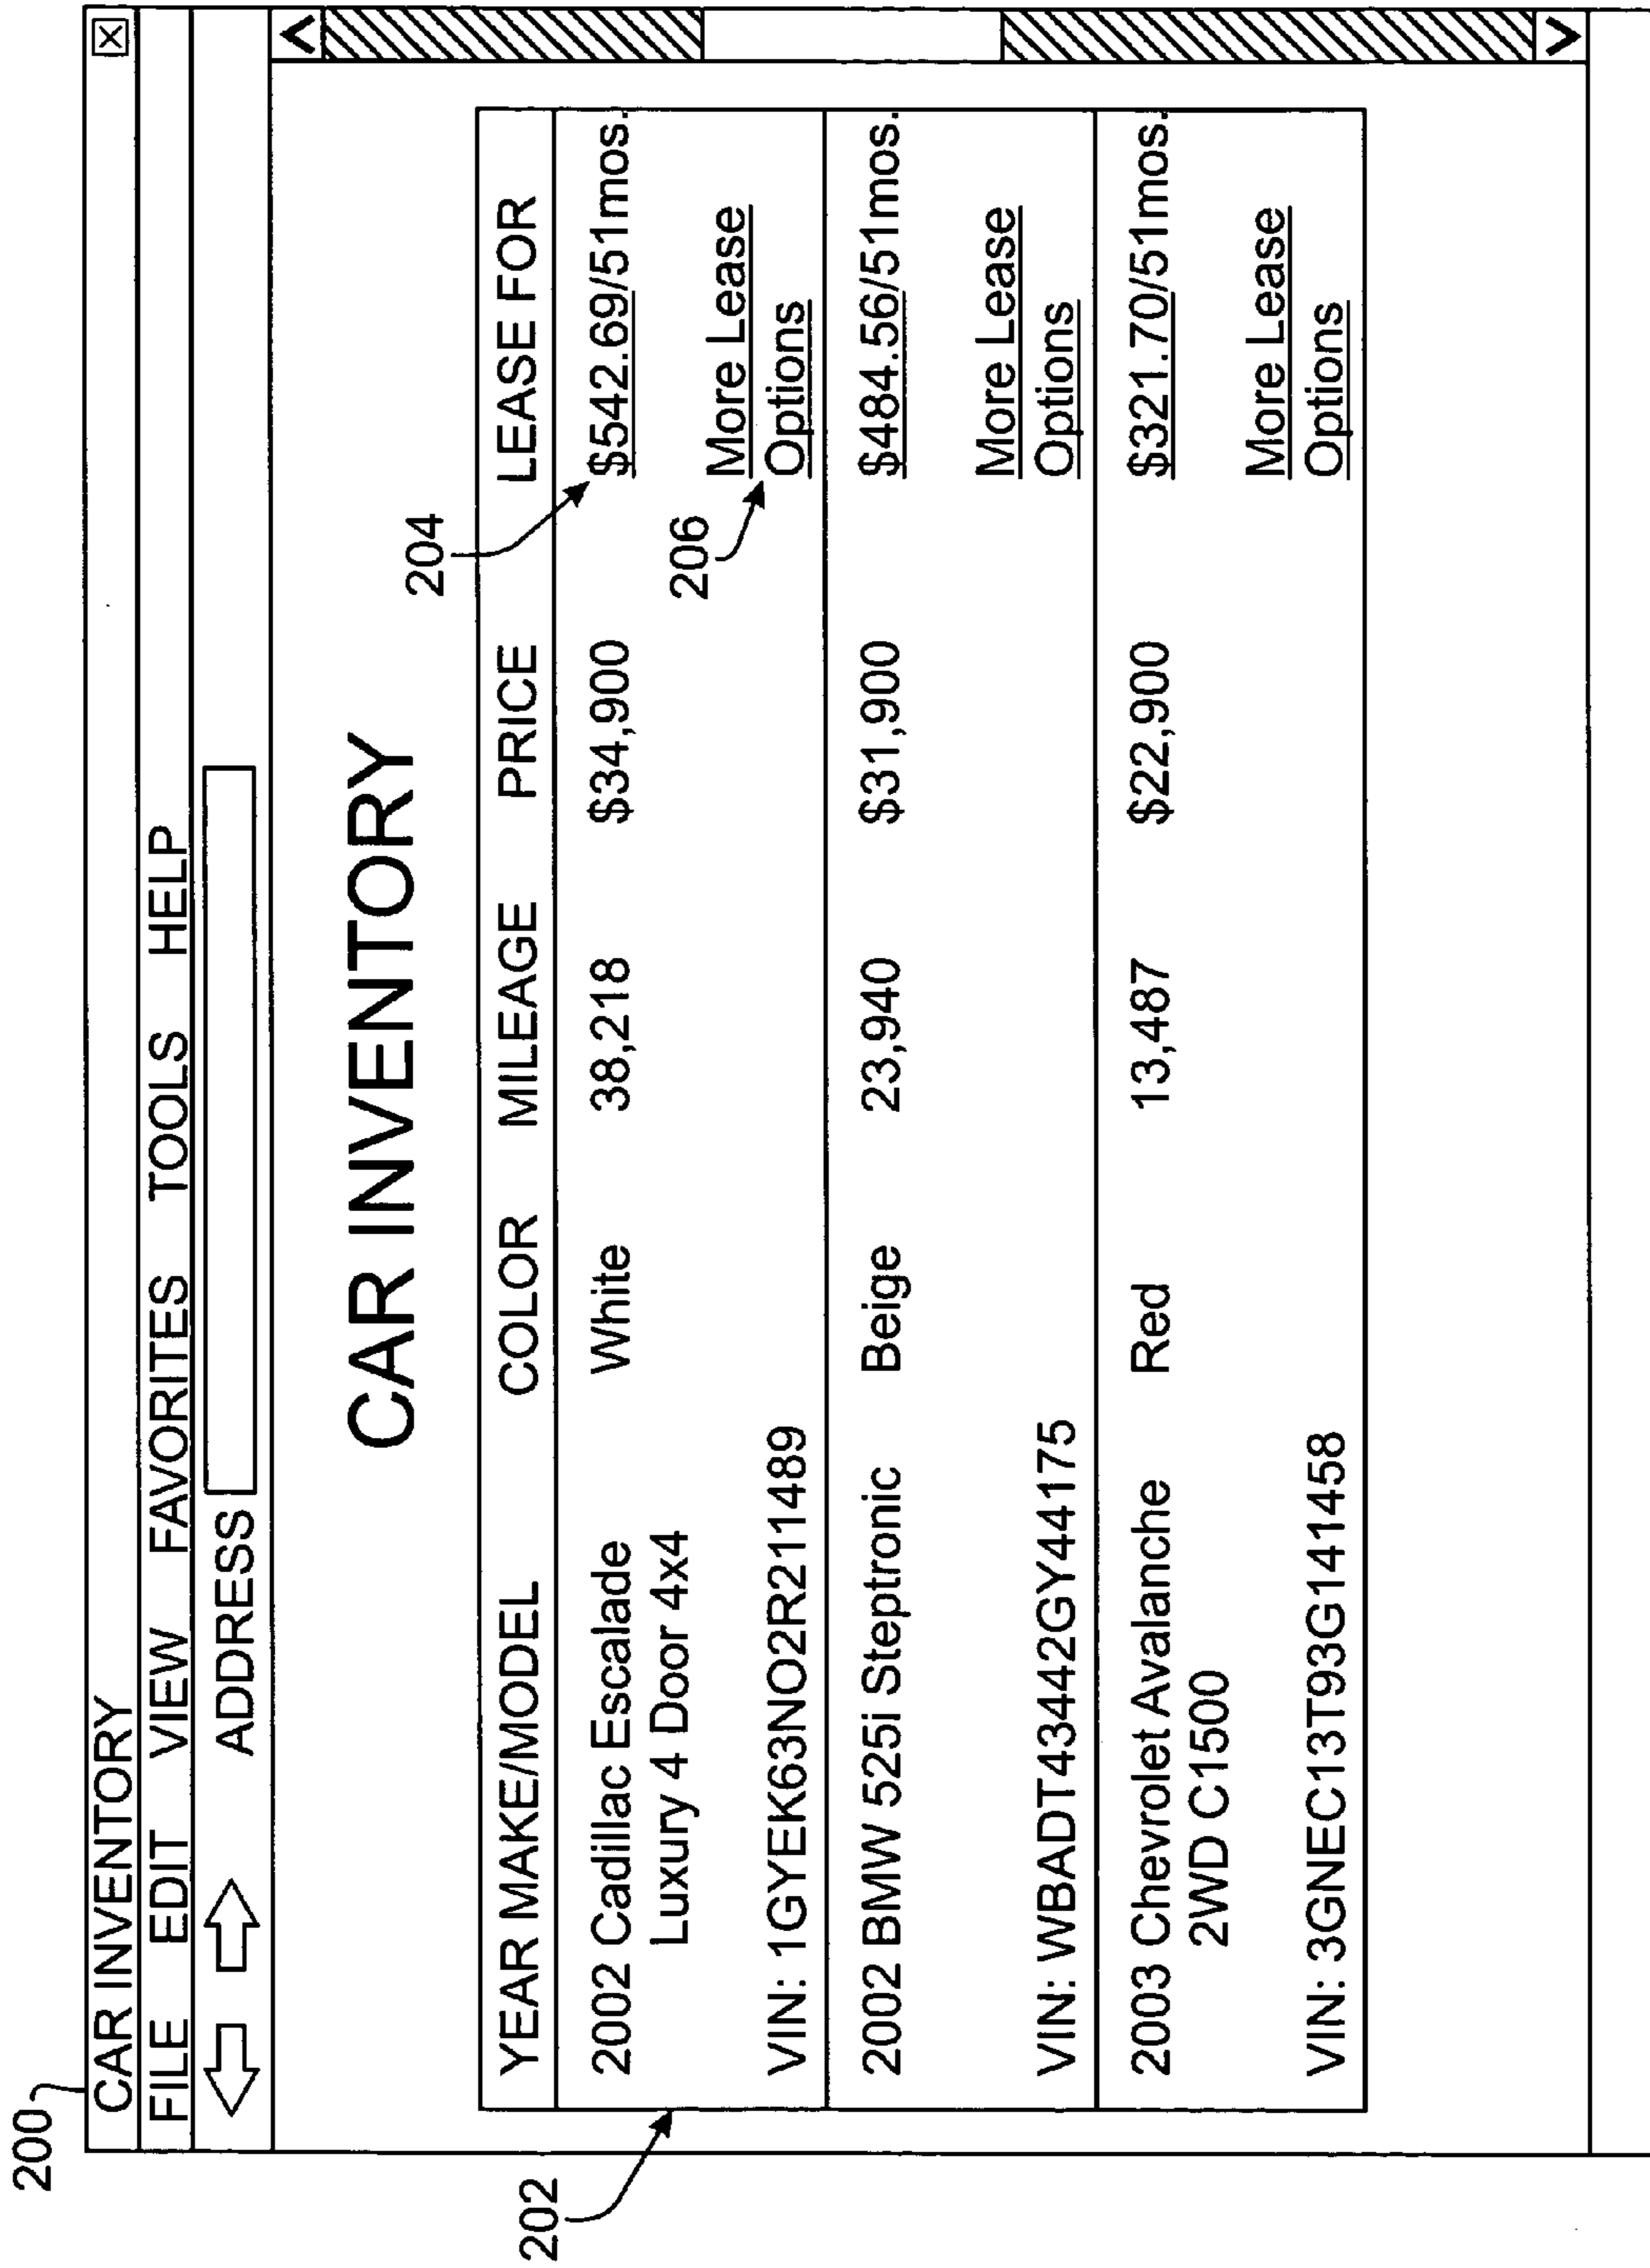 200
CAR INVENTORY
FILE EDIT VIEW FAVORITES TOOLS HELP
ADDRESS
CAR INVENTORY
204
YEAR MAKE/MODEL COLOR MILEAGE PRICE LEASE FOR
202
2002 Cadillac Escalade White 38,218 $34,900 $542.69/51mos.
Luxury 4 Door 4x4
206
More Lease
VIN: 1GYEK63NO2R211489 Options
2002 BMW 525i Steptronic Beige 23,940 $31,900 $484.56/51mos.
More Lease
VIN: WBADT43442GY44175 Options
2003 Chevrolet Avalanche Red 13,487 $22,900 $321.70/51mos.
2WD C1500
More Lease
VIN: 3GNEC13T93G141458 Options